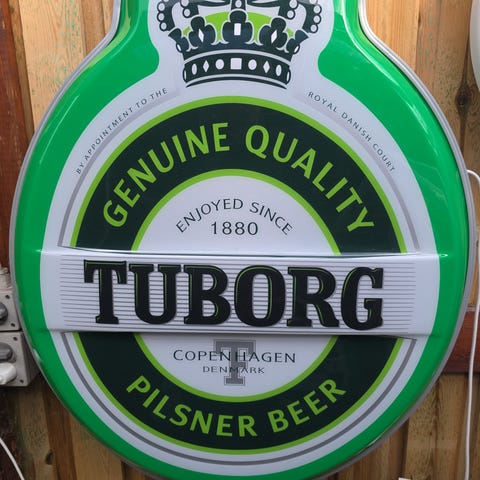 BY APPOINTMENT TO THE
ROYAL DANISH COURT
GENUINE QUALITY
ENJOYED SINCE
1880
TUBORG
T
COPENHAGEN
DENMARK
PILSNER BEER